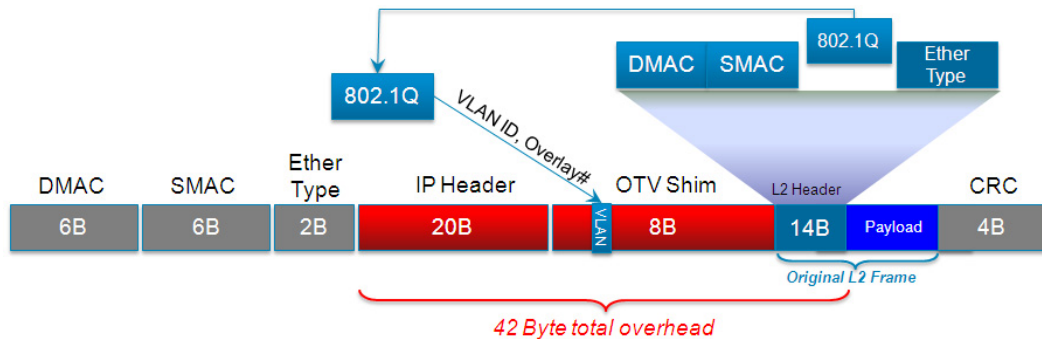 802.1Q
DMAC
SMAC
Ether
Type
802.1Q
VLAN ID, Overlay#
DMAC
SMAC
Ether
Type
IP Header
OTV Shim
L2 Header
CRC
6B
6B
2B
20B
VLAN
8B
14B
Payload
4B
Original L2 Frame
42 Byte total overhead